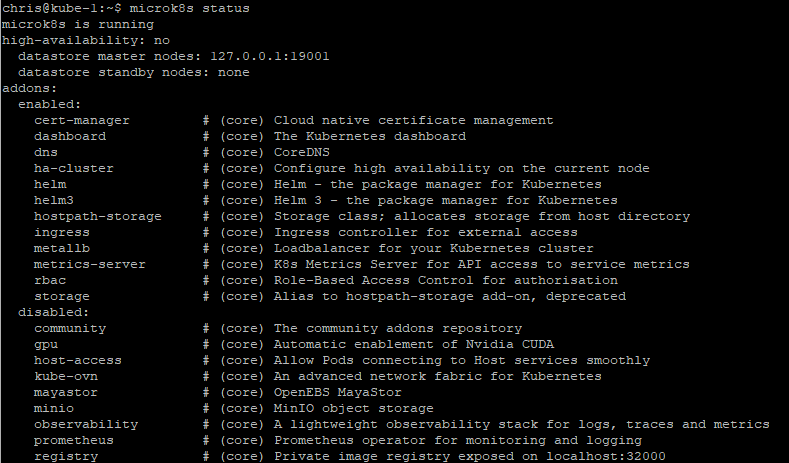 chris@kube-1:~$ microk8s status
microk8s is running
high-availability: no
  datastore master nodes: 127.0.0.1:19001
  datastore standby nodes: none
addons:
  enabled:
    cert-manager         # (core) Cloud native certificate management
    dashboard            # (core) The Kubernetes dashboard
    dns                  # (core) CoreDNS
    ha-cluster           # (core) Configure high availability on the current node
    helm                 # (core) Helm - the package manager for Kubernetes
    helm3                # (core) Helm 3 - the package manager for Kubernetes
    hostpath-storage     # (core) Storage class; allocates storage from host directory
    ingress              # (core) Ingress controller for external access
    metallb              # (core) Loadbalancer for your Kubernetes cluster
    metrics-server       # (core) K8s Metrics Server for API access to service metrics
    rbac                 # (core) Role-Based Access Control for authorisation
    storage              # (core) Alias to hostpath-storage add-on, deprecated
  disabled:
    community            # (core) The community addons repository
    gpu                  # (core) Automatic enablement of Nvidia CUDA
    host-access          # (core) Allow Pods connecting to Host services smoothly
    kube-ovn             # (core) An advanced network fabric for Kubernetes
    mayastor             # (core) OpenEBS MayaStor
    minio                # (core) MinIO object storage
    observability        # (core) A lightweight observability stack for logs, traces and metrics
    prometheus           # (core) Prometheus operator for monitoring and logging
    registry             # (core) Private image registry exposed on localhost:32000